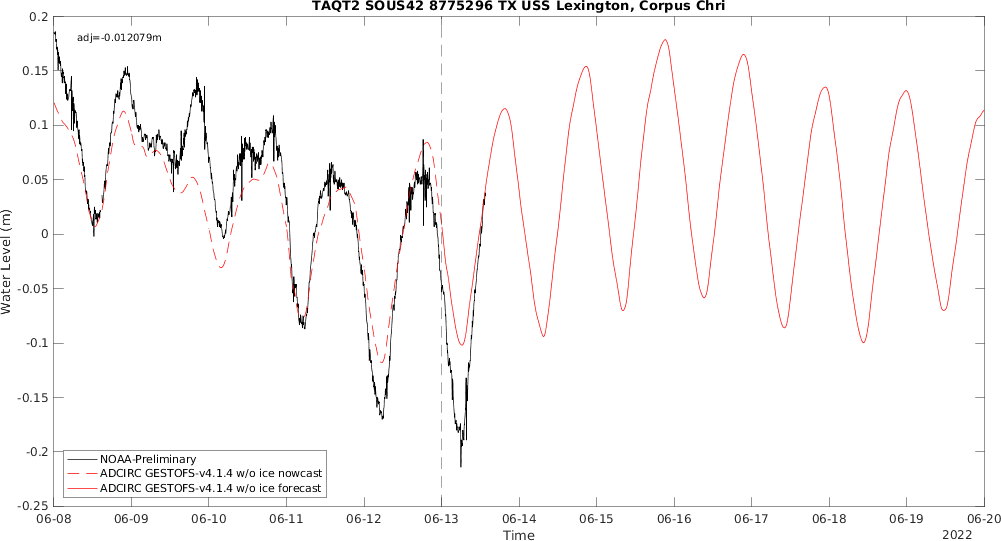 TAQT2 SOUS42 8775296 TX USS Lexington, Corpus Chri
adj=-0.012079m
0.2
0.15
0.1
0.05
0
-0.05
-0.1
-0.15
-0.2
-0.25
Water Level (m)
NOAA-Preliminary
ADCIRC GESTOFS-v4.1.4 w/o ice nowcast
ADCIRC GESTOFS-v4.1.4 w/o ice forecast
06-08 06-09 06-10 06-11 06-12 06-13 06-14 06-15 06-16 06-17 06-18 06-19 06-20
Time
2022